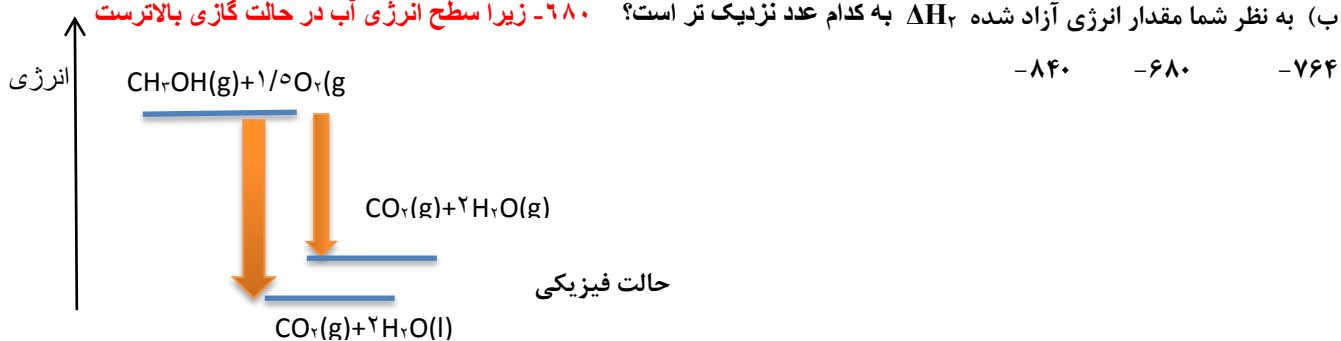 ب) به نظر شما مقدار انرژی آزاد شده ΔH۲ به کدام عدد نزدیک تر است؟ ۶۸۰- زیرا سطح انرژی آب در حالت گازی بالاترست
-۷۶۴ -۶۸۰ -۸۴۰
انرژی
CH۳OH(g)+۱/۵O۲(g
CO۲(g)+۲H۲O(g)
حالت فیزیکی
CO۲(g)+۲H۲O(l)